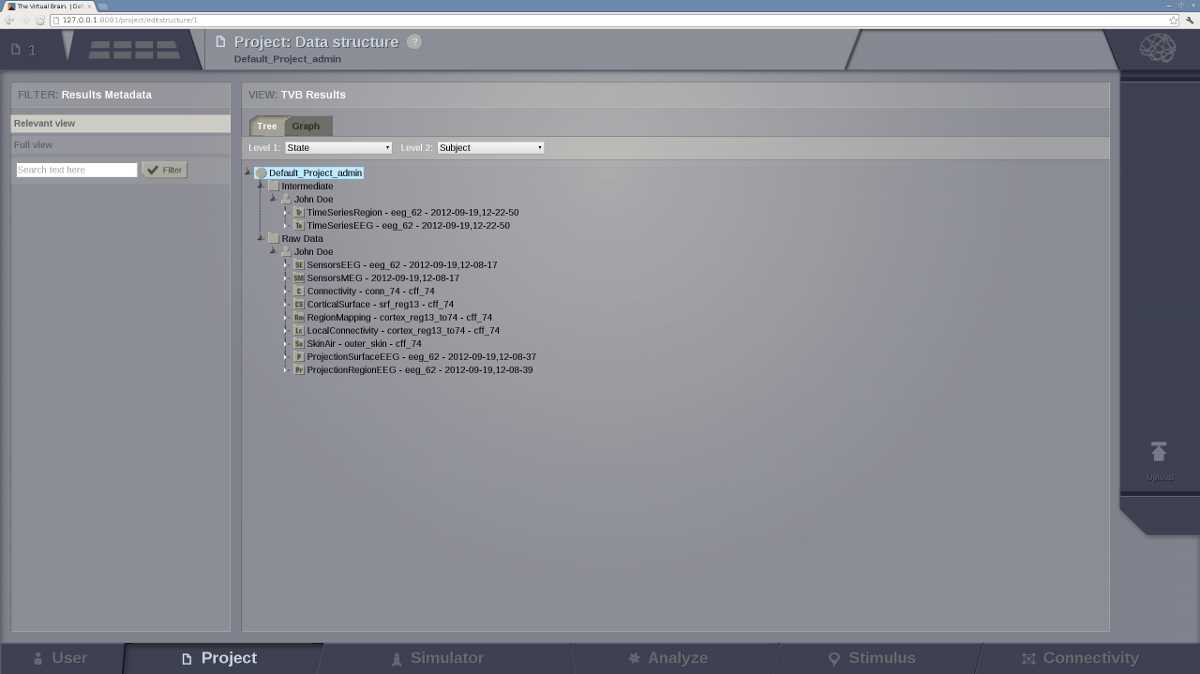 The Virtual Brain. | Dat
127.0.0.1:8081/project/editstructure/1
1
Project: Data structure ?
Default_Project_admin
FILTER: Results Metadata
Relevant view
Full view
Search text here
Filter
VIEW: TVB Results
Tree
Graph
Level 1: State Level 2: Subject
Default_Project_admin
Intermediate
John Doe
Tr TimeSeriesRegion - eeg_62 - 2012-09-19,12-22-50
Te TimeSeriesEEG - eeg_62 - 2012-09-19,12-22-50
Raw Data
John Doe
SE SensorsEEG - eeg_62 - 2012-09-19,12-08-17
SM SensorsMEG - 2012-09-19,12-08-17
C Connectivity - conn_74 - cff_74
CS CorticalSurface - srf_reg13 - cff_74
Rm RegionMapping - cortex_reg13_to74 - cff_74
Lc LocalConnectivity - cortex_reg13_to74 - cff_74
Sa SkinAir - outer_skin - cff_74
P ProjectionSurfaceEEG - eeg_62 - 2012-09-19,12-08-37
Pr ProjectionRegionEEG - eeg_62 - 2012-09-19,12-08-39
Upload
User
Project
Simulator
Analyze
Stimulus
Connectivity